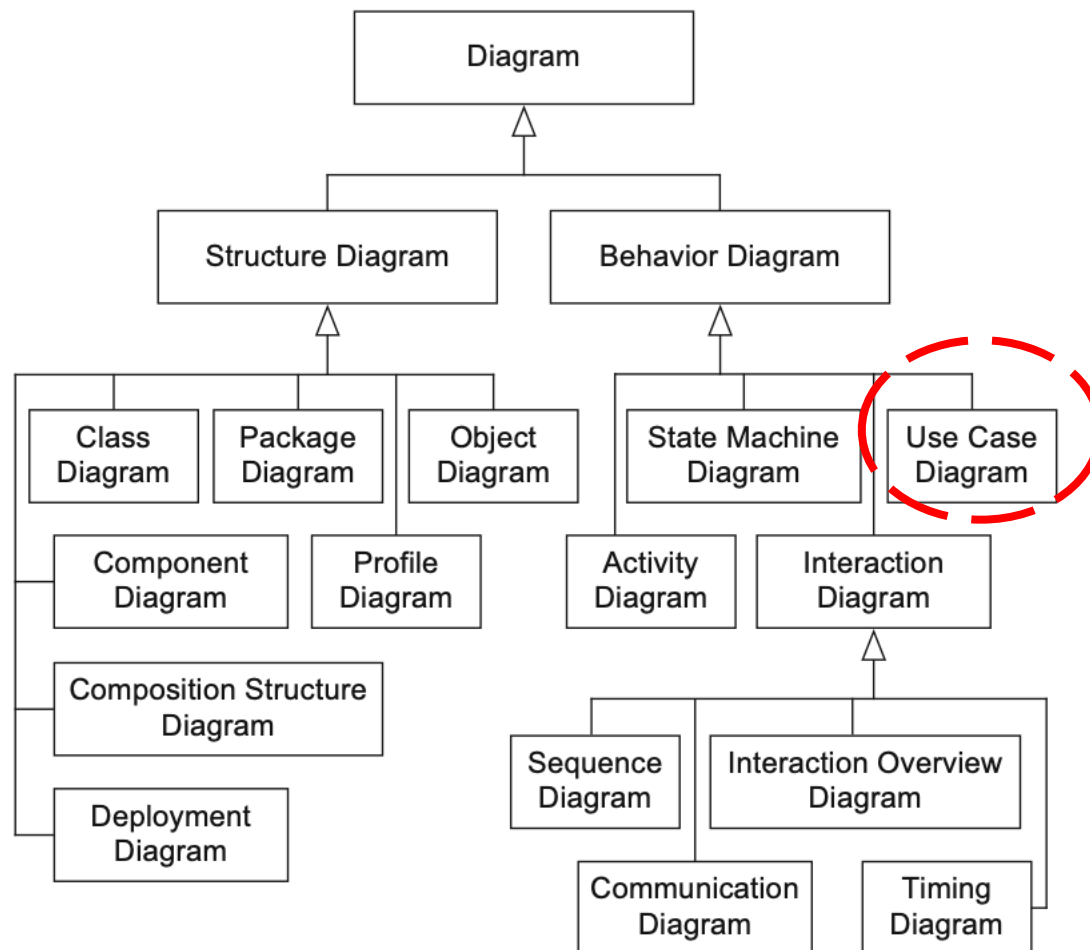 Diagram
Structure Diagram
Behavior Diagram
Class
Diagram
Package
Diagram
Object
Diagram
State Machine
Diagram
Use Case
Diagram
Component
Diagram
Profile
Diagram
Activity
Diagram
Interaction
Diagram
Composition Structure
Diagram
Sequence
Diagram
Interaction Overview
Diagram
Deployment
Diagram
Communication
Diagram
Timing
Diagram